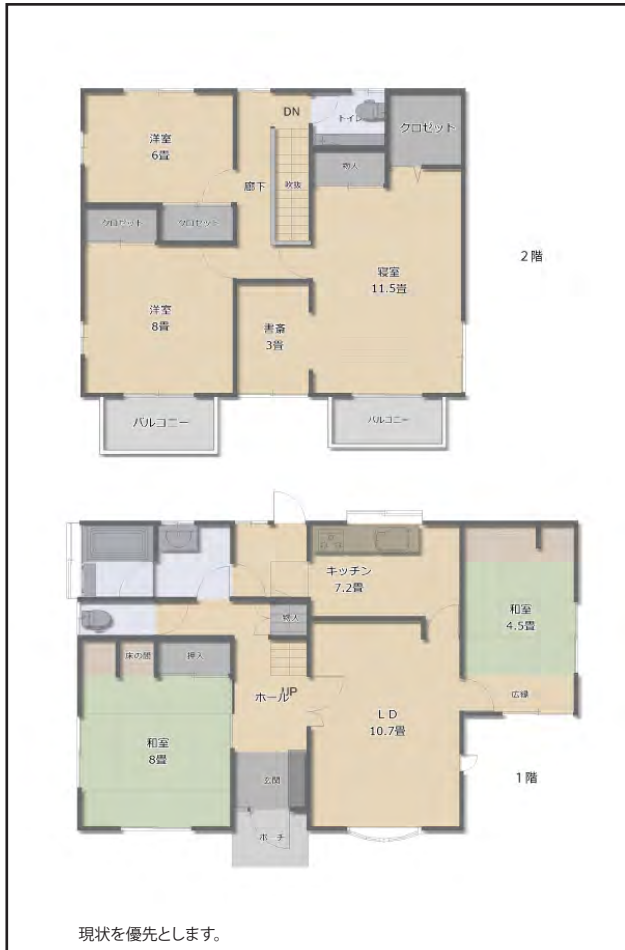 DN
トイレ
クロゼット
洋室
6畳
物入
廊下
吹抜
クロゼット
クロゼット
2階
寝室
11.5畳
洋室
8畳
書斎
3畳
バルコニー
バルコニー
キッチン
7.2畳
和室
4.5畳
物入
床の間
押入
UP
ホール
広縁
LD
10.7畳
和室
8畳
玄関
1階
ポーチ
現状を優先とします。